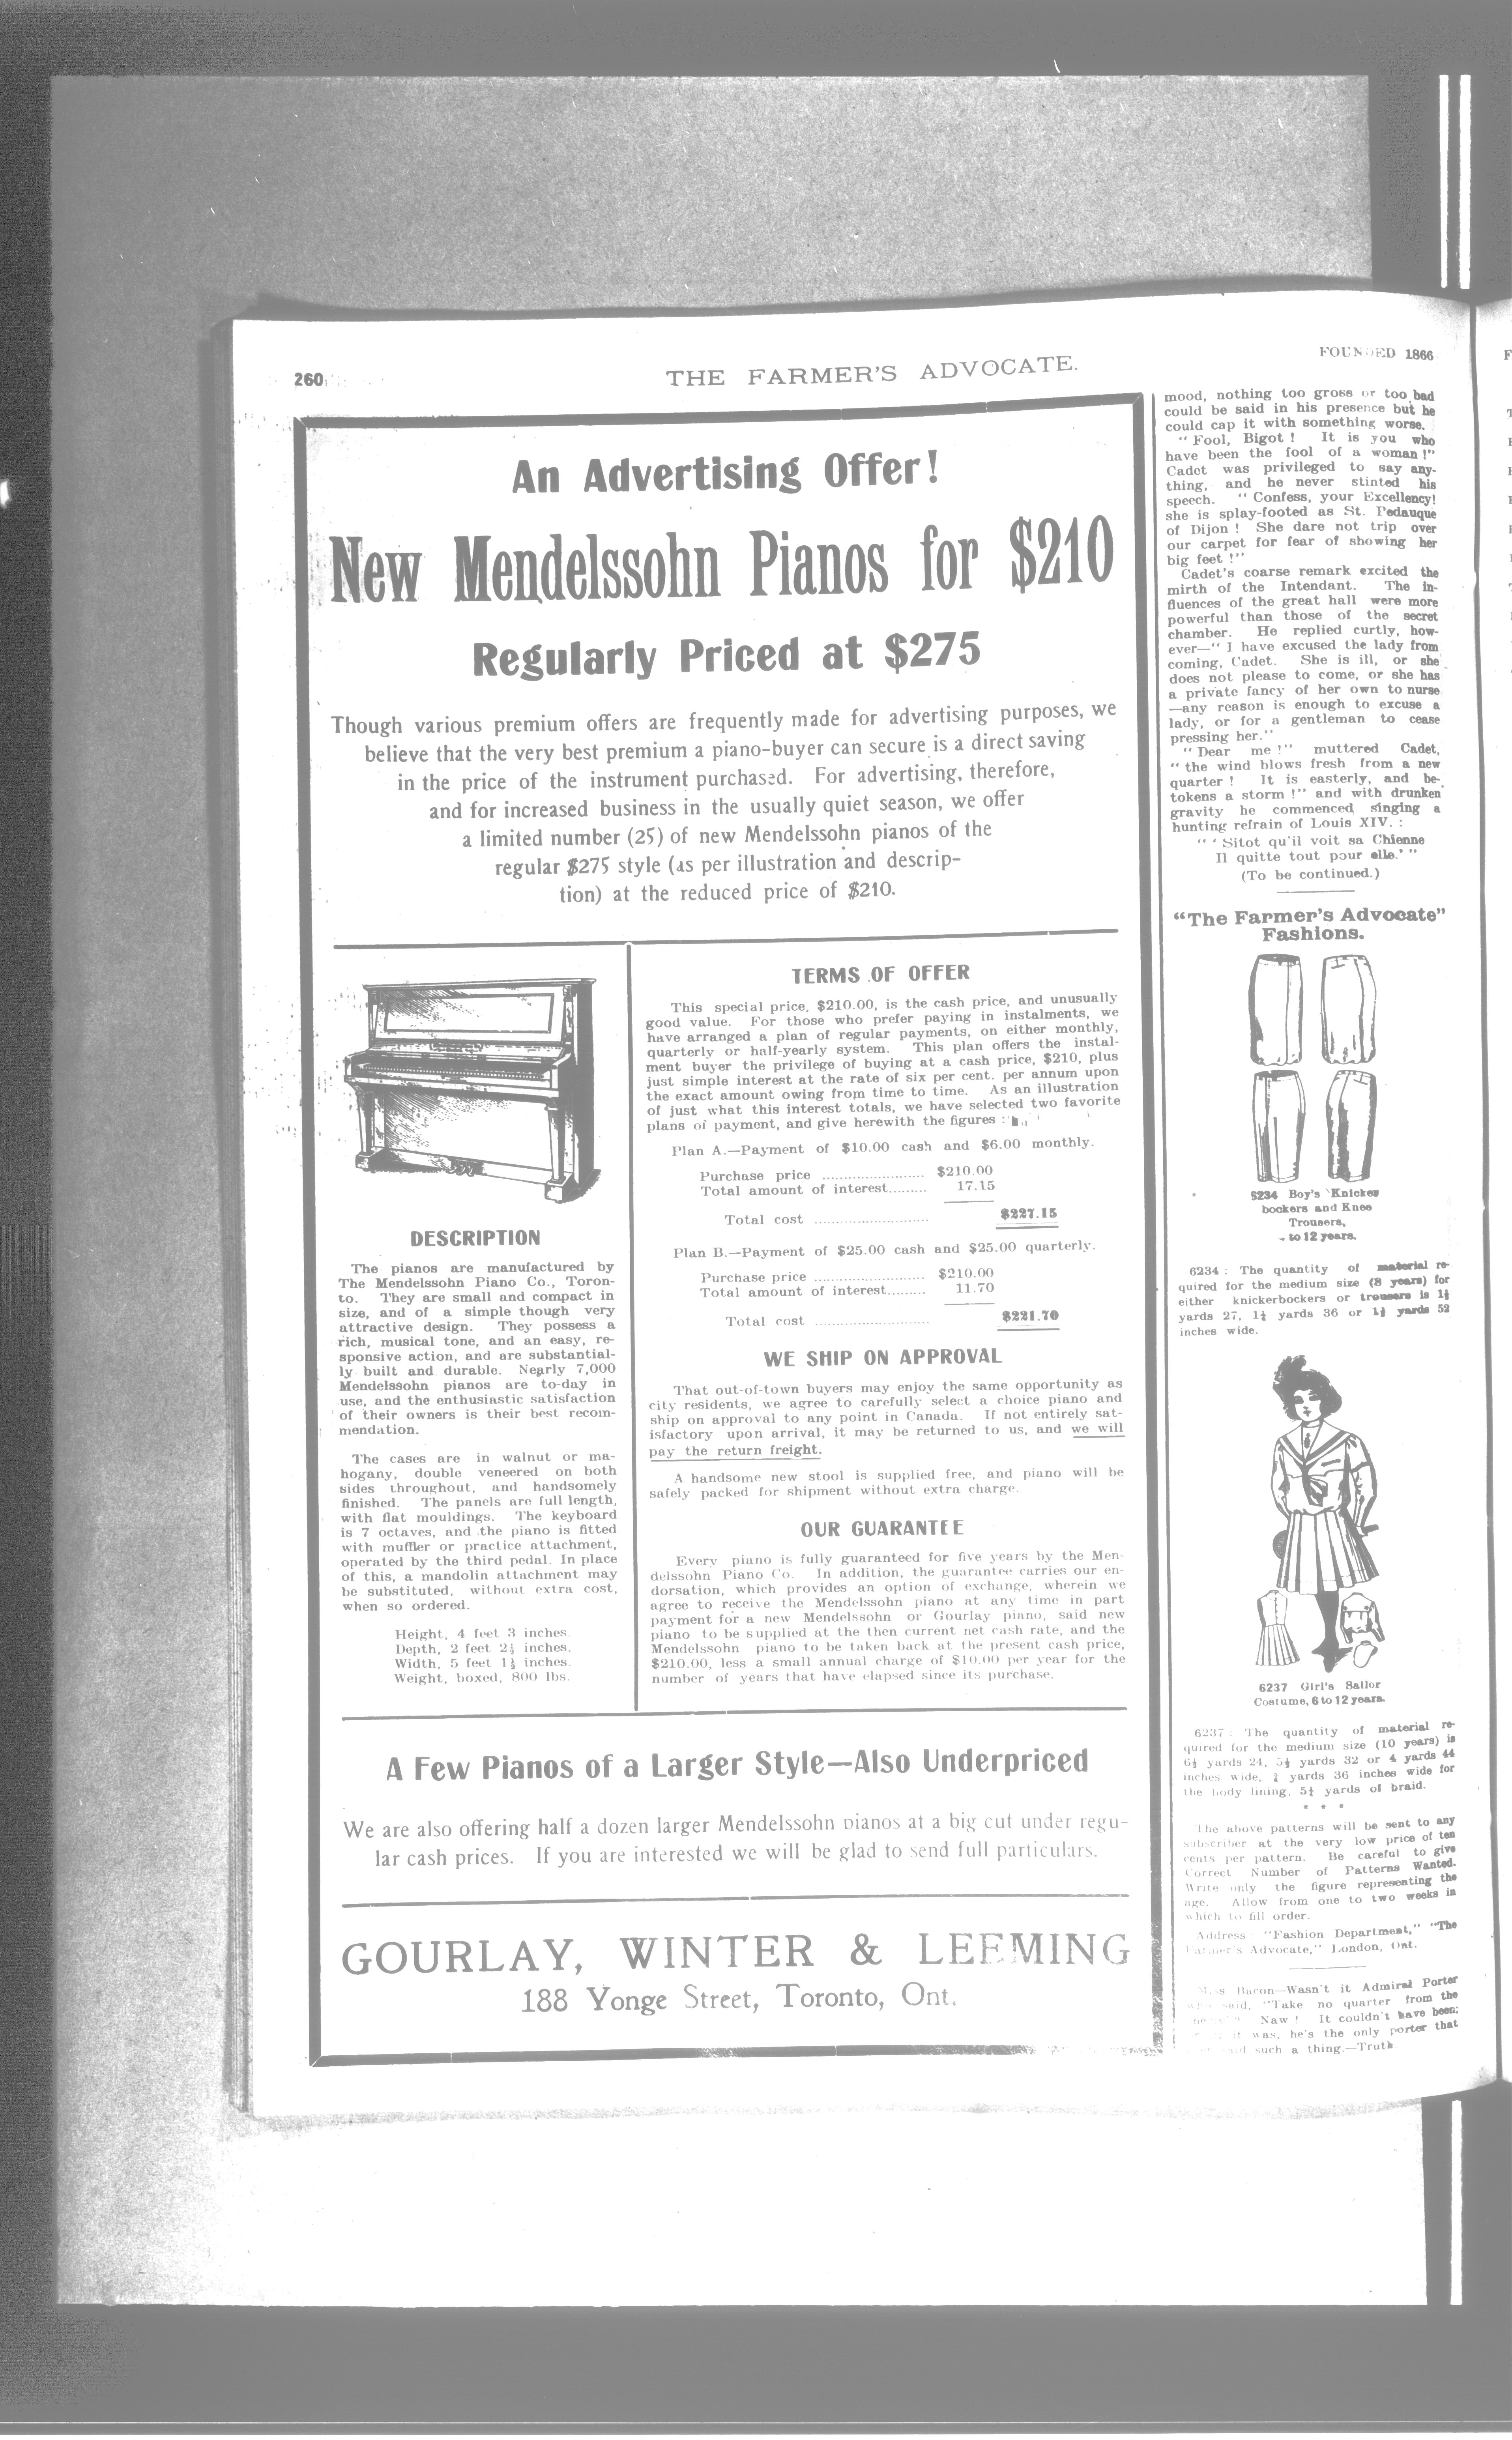 260
THE FARMER'S ADVOCATE.
FOUNDED 1866
An Advertising Offer!
New Mendelssohn Pianos for $210
Regularly Priced at $275
Though various premium offers are frequently made for advertising purposes, we
believe that the very best premium a piano-buyer can secure is a direct saving
in the price of the instrument purchased. For advertising, therefore,
and for increased business in the usually quiet season, we offer
a limited number (25) of new Mendelssohn pianos of the
regular $275 style (as per illustration and descrip-
tion) at the reduced price of $210.
DESCRIPTION
The pianos are manufactured by
The Mendelssohn Piano Co., Toron-
to. They are small and compact in
size, and of a simple though very
attractive design. They possess a
rich, musical tone, and an easy, re-
sponsive action, and are substantial-
ly built and durable. Nearly 7,000
Mendelssohn pianos are to-day in
use, and the enthusiastic satisfaction
of their owners is their best recom-
mendation.
The cases are in walnut or ma-
hogany, double veneered on both
sides throughout, and handsomely
finished. The panels are full length,
with flat mouldings. The keyboard
is 7 octaves, and the piano is fitted
with muffler or practice attachment,
operated by the third pedal. In place
of this, a mandolin attachment may
be substituted, without extra cost,
when so ordered.
Height, 4 feet 3 inches.
Depth, 2 feet 2½ inches.
Width, 5 feet 1½ inches.
Weight, boxed, 800 lbs.
TERMS OF OFFER
This special price, $210.00, is the cash price, and unusually
good value. For those who prefer paying in instalments, we
have arranged a plan of regular payments, on either monthly,
quarterly or half-yearly system. This plan offers the instal-
ment buyer the privilege of buying at a cash price, $210, plus
just simple interest at the rate of six per cent. per annum upon
the exact amount owing from time to time. As an illustration
of just what this interest totals, we have selected two favorite
plans of payment, and give herewith the figures :
Plan A.—Payment of $10.00 cash and $6.00 monthly.
Purchase price ........................ $210.00
Total amount of interest......... 17.15
Total cost ........................... $227.15
Plan B.—Payment of $25.00 cash and $25.00 quarterly.
Purchase price ........................ $210.00
Total amount of interest......... 11.70
Total cost ........................... $221.70
WE SHIP ON APPROVAL
That out-of-town buyers may enjoy the same opportunity as
city residents, we agree to carefully select a choice piano and
ship on approval to any point in Canada. If not entirely sat-
isfactory upon arrival, it may be returned to us, and we will
pay the return freight.
A handsome new stool is supplied free, and piano will be
safely packed for shipment without extra charge.
OUR GUARANTEE
Every piano is fully guaranteed for five years by the Men-
delssohn Piano Co. In addition, the guarantee carries our en-
dorsation, which provides an option of exchange, wherein we
agree to receive the Mendelssohn piano at any time in part
payment for a new Mendelssohn or Gourlay piano, said new
piano to be supplied at the then current net cash rate, and the
Mendelssohn piano to be taken back at the present cash price,
$210.00, less a small annual charge of $10.00 per year for the
number of years that have elapsed since its purchase.
A Few Pianos of a Larger Style—Also Underpriced
We are also offering half a dozen larger Mendelssohn pianos at a big cut under regu-
lar cash prices. If you are interested we will be glad to send full particulars.
GOURLAY, WINTER & LEEMING
188 Yonge Street, Toronto, Ont.
mood, nothing too gross or too bad
could be said in his presence but he
could cap it with something worse.
" Fool, Bigot ! It is you who
have been the fool of a woman !"
Cadet was privileged to say any-
thing, and he never stinted his
speech. " Confess, your Excellency!
she is splay-footed as St. Pedauque
of Dijon ! She dare not trip over
our carpet for fear of showing her
big feet !"
Cadet's coarse remark excited the
mirth of the Intendant. The in-
fluences of the great hall were more
powerful than those of the secret
chamber. He replied curtly, how-
ever—" I have excused the lady from
coming, Cadet. She is ill, or she
does not please to come, or she has
a private fancy of her own to nurse
—any reason is enough to excuse a
lady, or for a gentleman to cease
pressing her."
" Dear me !" muttered Cadet,
" the wind blows fresh from a new
quarter ! It is easterly, and be-
tokens a storm !" and with drunken
gravity he commenced singing a
hunting refrain of Louis XIV. :
" ' Sitot qu'il voit sa Chienne
Il quitte tout pour elle.' "
(To be continued.)
"The Farmer's Advocate"
Fashions.
6234 Boy's Knicker
bockers and Knee
Trousers,
to 12 years.
6234 : The quantity of material re-
quired for the medium size (8 years) for
either knickerbockers or trousers is
yards 27, yards 36 or yards 52
inches wide.
6237 Girl's Sailor
Costume, 6 to 12 years.
6237 : The quantity of material re-
quired for the medium size (10 years) is
yards 24, yards 32 or 4 yards 44
inches wide, yards 36 inches wide for
the body lining, yards of braid.
* * *
The above patterns will be sent to any
subscriber at the very low price of ten
cents per pattern. Be careful to give
Correct Number of Patterns Wanted.
Write only the figure representing the
age. Allow from one to two weeks in
which to fill order.
Address : "Fashion Department," "The
Farmer's Advocate," London, Ont.
Bacon—Wasn't it Admiral Porter
who said, "Take no quarter from the
Naw ! It couldn't have been;
it was, he's the only porter that
said such a thing.—Truth